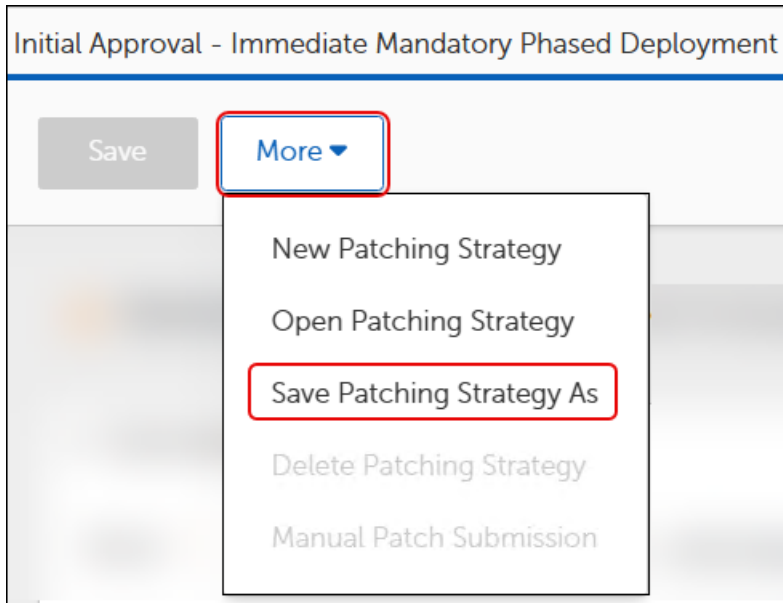 Initial Approval - Immediate Mandatory Phased Deployment
Save
More
New Patching Strategy
Open Patching Strategy
Save Patching Strategy As
Delete Patching Strategy
Manual Patch Submission